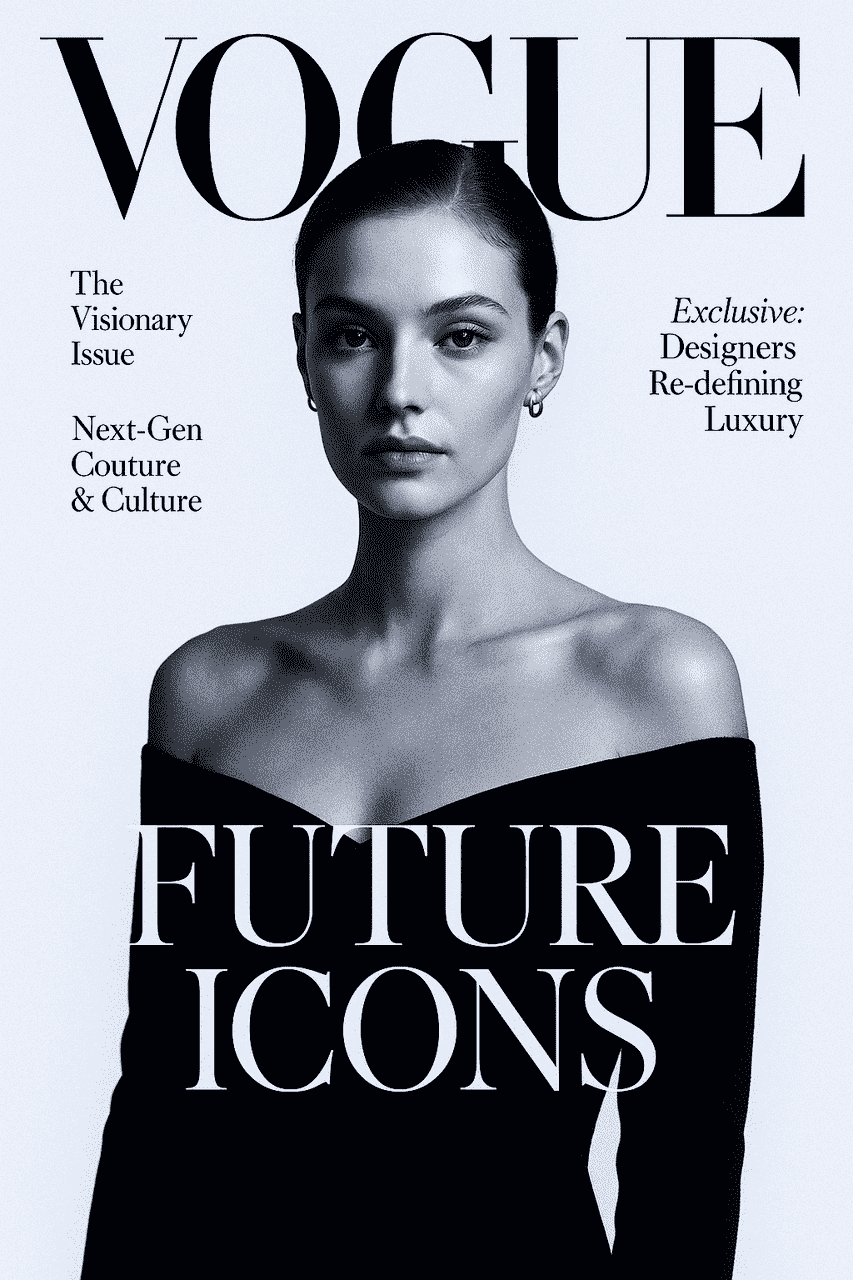 VOGUE
The
Visionary
Issue
Next-Gen
Couture
& Culture
Exclusive:
Designers
Re-defining
Luxury
FUTURE
ICONS